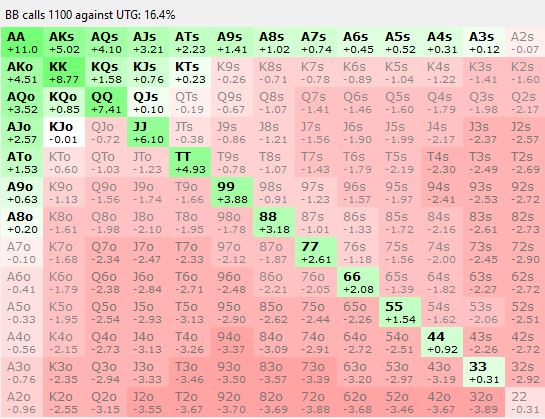 BB calls 1100 against UTG: 16.4%
AA AKs AQs AJs ATs A9s A8s A7s A6s A5s A4s A3s A2s
+11.0 +5.02 +4.10 +3.21 +2.23 +1.41 +1.02 +0.74 +0.45 +0.52 +0.31 +0.12 -0.07
AKo KK KQs KJs KTs K9s K8s K7s K6s K5s K4s K3s K2s
+4.51 +8.77 +1.58 +0.76 +0.23 -0.26 -0.71 -0.78 -0.89 -1.04 -1.22 -1.41 -1.60
AQo KQo QQ QJs QTs Q9s Q8s Q7s Q6s Q5s Q4s Q3s Q2s
+3.52 +0.85 +7.41 +0.10 -0.19 -0.67 -1.07 -1.41 -1.46 -1.60 -1.79 -1.98 -2.17
AJo KJo QJo JJ JTs J9s J8s J7s J6s J5s J4s J3s J2s
+2.57 -0.01 -0.72 +6.10 -0.38 -0.86 -1.21 -1.56 -1.90 -1.99 -2.17 -2.37 -2.57
ATo KTo QTo JTo TT T9s T8s T7s T6s T5s T4s T3s T2s
+1.53 -0.60 -1.03 -1.23 +4.93 -0.78 -1.07 -1.43 -1.79 -2.19 -2.30 -2.49 -2.69
A9o K9o Q9o J9o T9o 99 98s 97s 96s 95s 94s 93s 92s
+0.63 -1.13 -1.56 -1.74 -1.66 +3.88 -0.91 -1.23 -1.57 -1.97 -2.41 -2.53 -2.72
A8o K8o Q8o J8o T8o 98o 88 87s 86s 85s 84s 83s 82s
+0.20 -1.61 -1.98 -2.10 -1.95 -1.78 +3.18 -1.01 -1.33 -1.72 -2.16 -2.61 -2.73
A7o K7o Q7o J7o T7o 97o 87o 77 76s 75s 74s 73s 72s
-0.10 -1.68 -2.34 -2.47 -2.33 -2.12 -1.87 +2.61 -1.18 -1.56 -2.00 -2.45 -2.90
A6o K6o Q6o J6o T6o 96o 86o 76o 66 65s 64s 63s 62s
-0.41 -1.79 -2.38 -2.84 -2.71 -2.48 -2.21 -2.05 +2.08 -1.39 -1.82 -2.27 -2.72
A5o K5o Q5o J5o T5o 95o 85o 75o 65o 55 54s 53s 52s
-0.33 -1.95 -2.54 -2.93 -3.13 -2.90 -2.62 -2.44 -2.26 +1.54 -1.62 -2.06 -2.51
A4o K4o Q4o J4o T4o 94o 84o 74o 64o 54o 44 43s 42s
-0.56 -2.15 -2.73 -3.13 -3.26 -3.37 -3.09 -2.91 -2.72 -2.51 +0.92 -2.26 -2.72
A3o K3o Q3o J3o T3o 93o 83o 73o 63o 53o 43o 33 32s
-0.76 -2.35 -2.94 -3.33 -3.46 -3.50 -3.57 -3.39 -3.20 -2.97 -3.19 +0.31 -2.92
A2o K2o Q2o J2o T2o 92o 82o 72o 62o 52o 42o 32o 22
-0.96 -2.55 -3.15 -3.55 -3.67 -3.70 -3.69 -3.88 -3.68 -3.46 -3.67 -3.89 -0.31